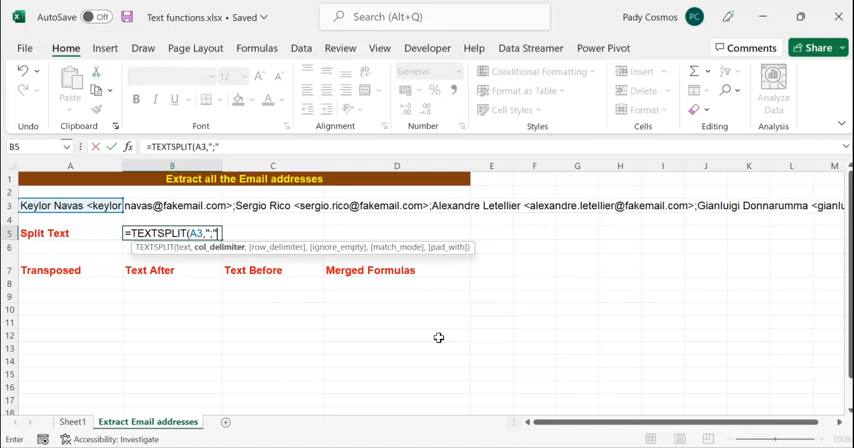 AutoSave Off Text functions.xlsx • Saved Search (Alt+Q) Pady Cosmos PC
File Home Insert Draw Page Layout Formulas Data Review View Developer Help Data Streamer Power Pivot Comments Share
12 General Conditional Formatting Insert
Paste Format as Table Delete Analyze Data
Cell Styles Format
Undo Clipboard Font Alignment Number Styles Cells Editing Analysis
B5 fx =TEXTSPLIT(A3,";"
A B C D E F G H I J K L M
1 Extract all the Email addresses
2
3 Keylor Navas <keylor navas@fakemail.com>;Sergio Rico <sergio.rico@fakemail.com>;Alexandre Letellier <alexandre.letellier@fakemail.com>;Gianluigi Donnarumma <gianlu
4
5 Split Text =TEXTSPLIT(A3,";"
6 TEXTSPLIT(text, col_delimiter, [row_delimiter], [ignore_empty], [match_mode], [pad_with])
7 Transposed Text After Text Before Merged Formulas
8
9
10
11
12
13
14
15
16
17
18
Sheet1 Extract Email addresses
Enter Accessibility: Investigate 100%